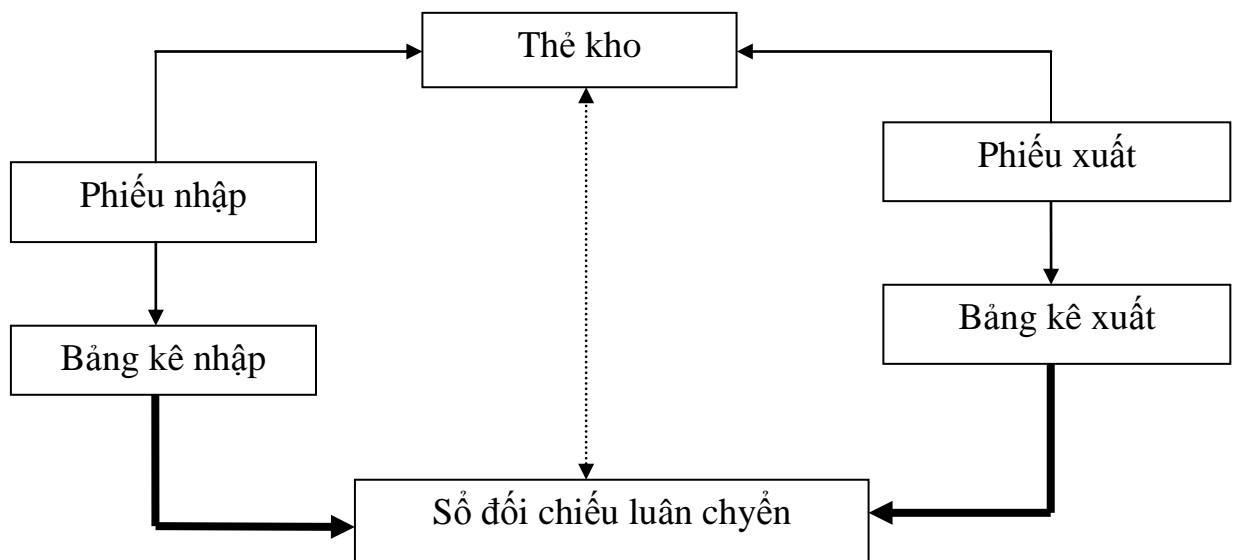 Thẻ kho
Phiếu xuất
Phiếu nhập
Bảng kê xuất
Bảng kê nhập
Sổ đối chiếu luân chyển